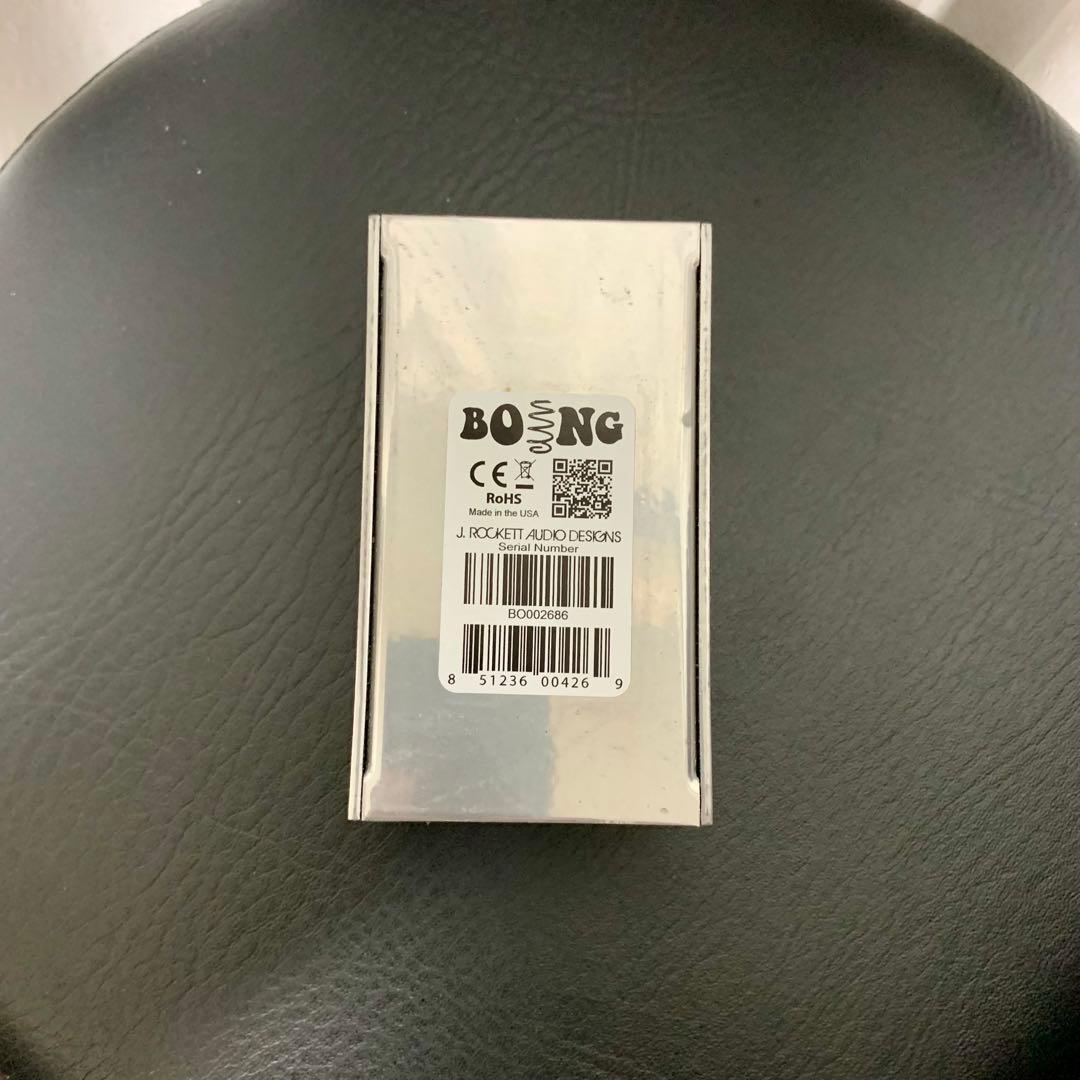 BOING
CE
RoHS
Made in the USA
J. ROCKETT AUDIO DESIGNS
Serial Number
BO002686
8 51236 00426 9